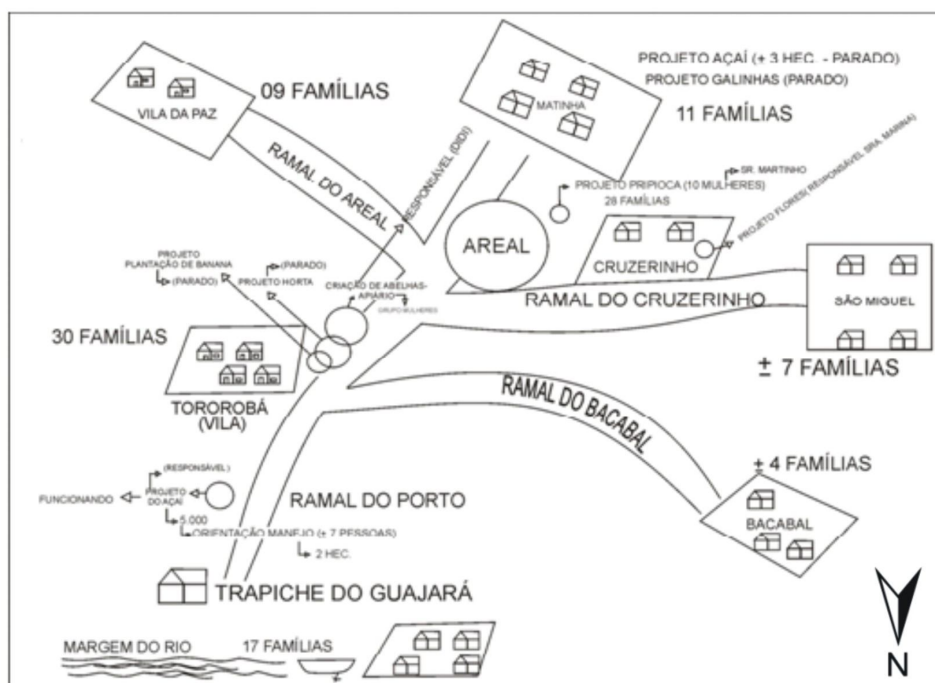 PROJETO AÇAÍ (± 3 HEC. - PARADO)
PROJETO GALINHAS (PARADO)
09 FAMÍLIAS
VILA DA PAZ
MATINHA
11 FAMÍLIAS
RAMAL DO AREAL
RESPONSÁVEL (DIDI)
SR. MARTINHO
PROJETO PRIPIOCA (10 MULHERES)
28 FAMÍLIAS
PROJETO FLORES( RESPONSÁVEL SRA. MARINA)
AREAL
CRUZERINHO
PROJETO
PLANTAÇÃO DE BANANA
(PARADO)
(PARADO)
PROJETO HORTA
CRIAÇÃO DE ABELHAS-
APIÁRIO
GRUPO MULHERES
RAMAL DO CRUZERINHO
SÃO MIGUEL
± 7 FAMÍLIAS
30 FAMÍLIAS
TOROROBÁ
(VILA)
RAMAL DO BACABAL
± 4 FAMÍLIAS
BACABAL
(RESPONSÁVEL)
FUNCIONANDO
PROJETO
DO AÇAÍ
5.000
ORIENTAÇÃO MANEJO (± 7 PESSOAS)
2 HEC.
RAMAL DO PORTO
TRAPICHE DO GUAJARÁ
MARGEM DO RIO
17 FAMÍLIAS
N